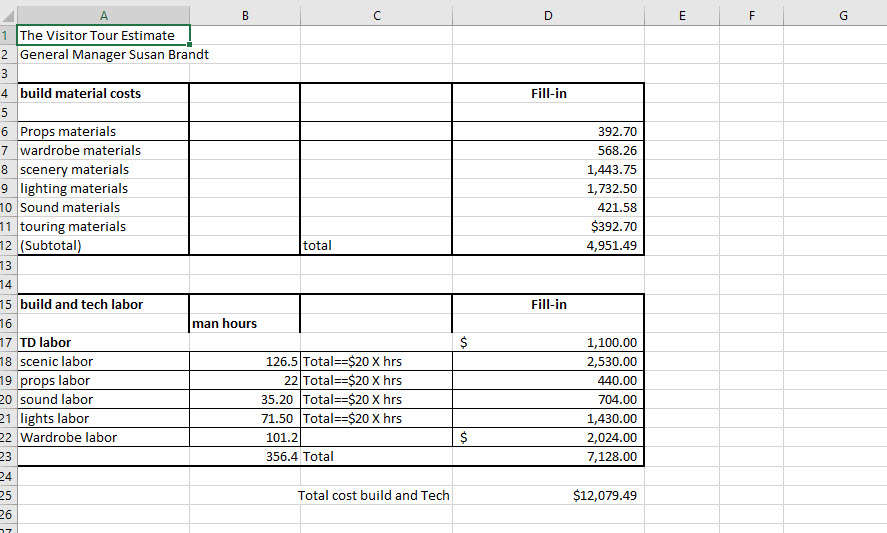 A B C D E F G
1 The Visitor Tour Estimate
2 General Manager Susan Brandt
3
4 build material costs Fill-in
5
6 Props materials 392.70
7 wardrobe materials 568.26
8 scenery materials 1,443.75
9 lighting materials 1,732.50
10 Sound materials 421.58
11 touring materials $392.70
12 (Subtotal) total 4,951.49
13
14
15 build and tech labor Fill-in
16 man hours
17 TD labor $ 1,100.00
18 scenic labor 126.5 Total==$20 X hrs 2,530.00
19 props labor 22 Total==$20 X hrs 440.00
20 sound labor 35.20 Total==$20 X hrs 704.00
21 lights labor 71.50 Total==$20 X hrs 1,430.00
22 Wardrobe labor 101.2 $ 2,024.00
23 356.4 Total 7,128.00
24
25 Total cost build and Tech $12,079.49
26
27